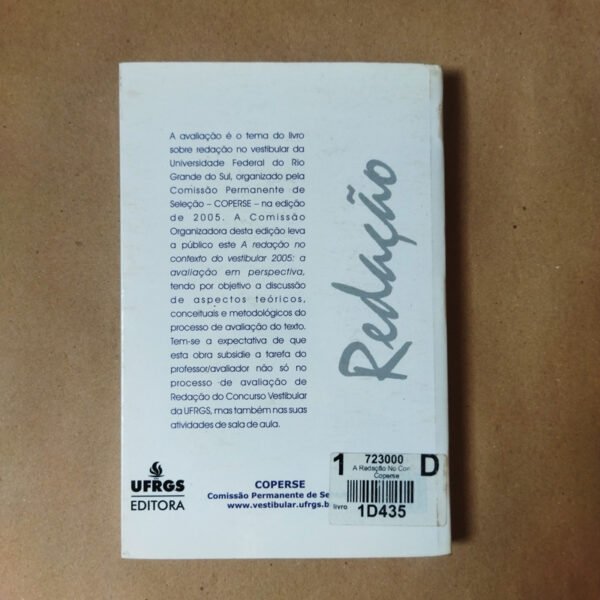 A avaliação é o tema do livro
sobre redação no vestibular da
Universidade Federal do Rio
Grande do Sul, organizado pela
Comissão Permanente de
Seleção – COPERSE – na edição
de 2005. A Comissão
Organizadora desta edição leva
a público este A redação no
contexto do vestibular 2005: a
avaliação em perspectiva,
tendo por objetivo a discussão
de aspectos teóricos,
conceituais e metodológicos do
processo de avaliação do texto.
Tem-se a expectativa de que
esta obra subsidie a tarefa do
professor/avaliador não só no
processo de avaliação de
Redação do Concurso Vestibular
da UFRGS, mas também nas suas
atividades de sala de aula.
Redação
UFRGS
EDITORA
COPERSE
Comissão Permanente de Se
www.vestibular.ufrgs.b
1 723000 D
A Redação No Con
Coperse
livro 1D435